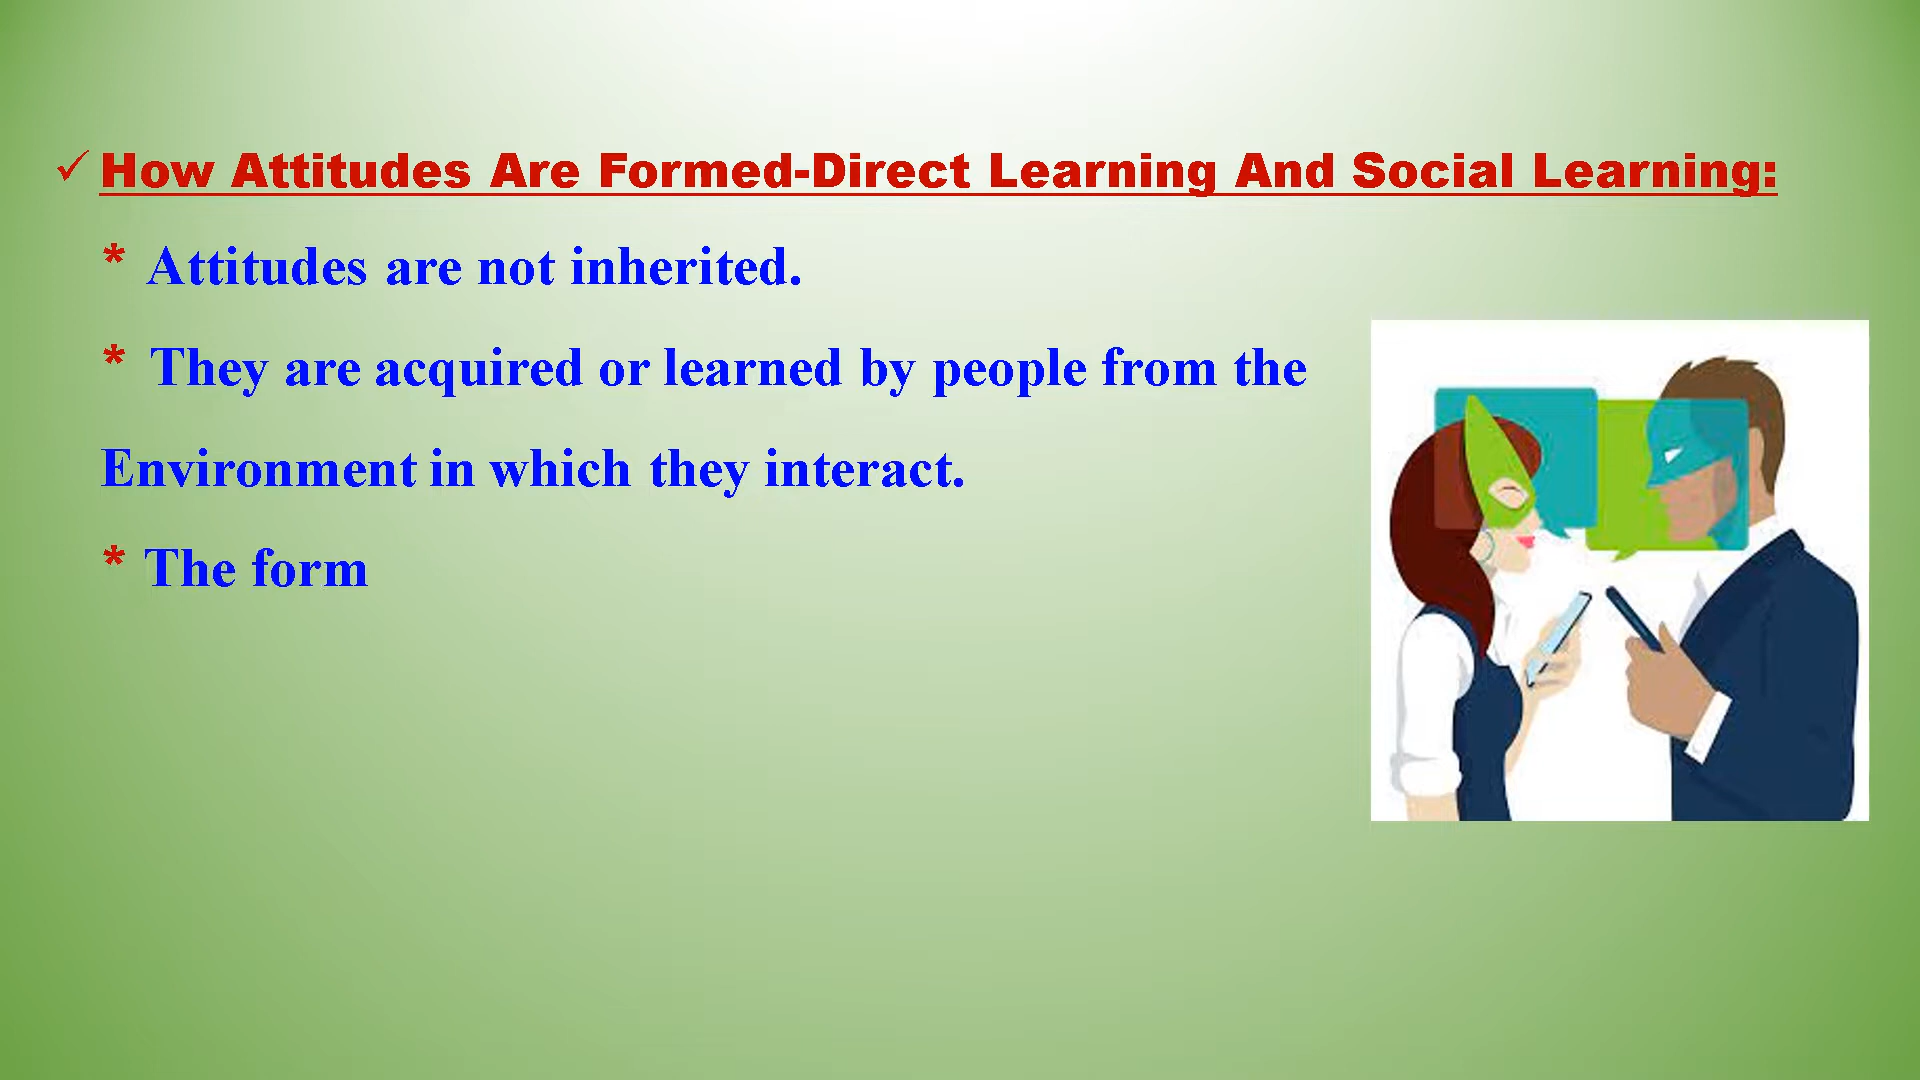 ✓ How Attitudes Are Formed-Direct Learning And Social Learning:
* Attitudes are not inherited.
* They are acquired or learned by people from the
Environment in which they interact.
* The form